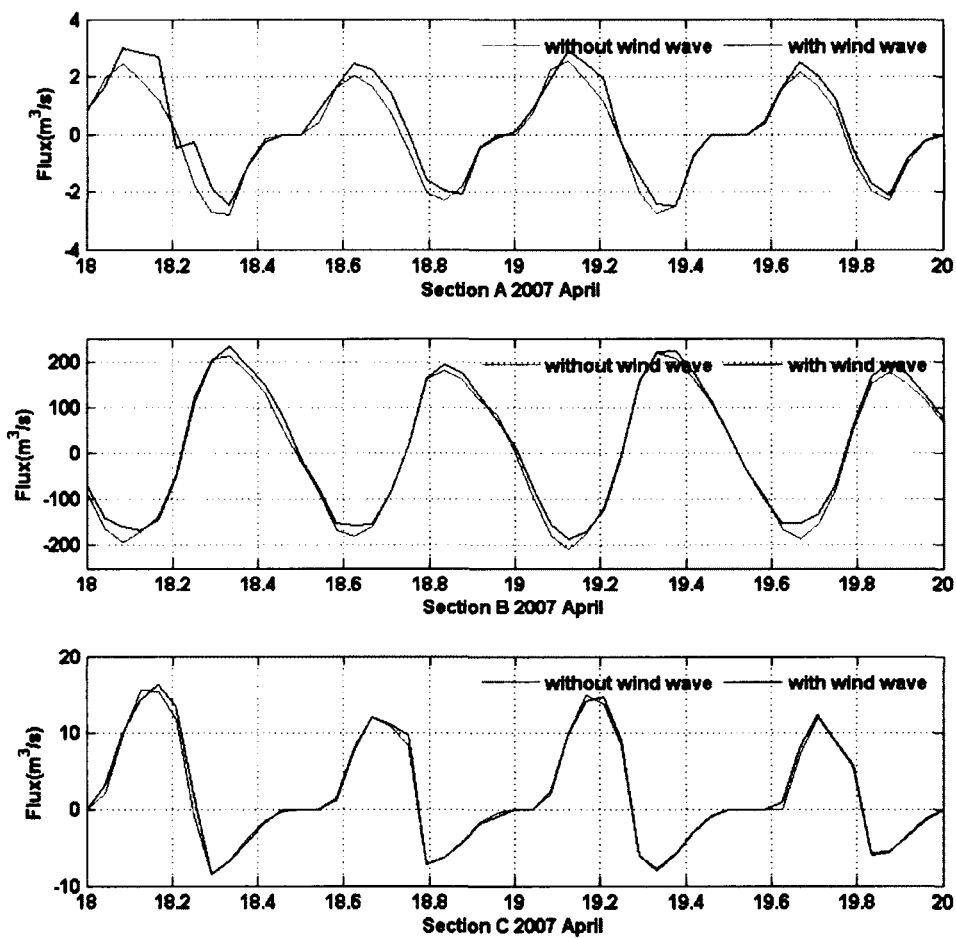 4
without wind wave with wind wave
2
0
-2
-4
Flux(m³/s)
18 18.2 18.4 18.6 18.8 19 19.2 19.4 19.6 19.8 20
Section A 2007 April
200
without wind wave with wind wave
100
0
-100
-200
Flux(m³/s)
18 18.2 18.4 18.6 18.8 19 19.2 19.4 19.6 19.8 20
Section B 2007 April
20
without wind wave with wind wave
10
0
-10
Flux(m³/s)
18 18.2 18.4 18.6 18.8 19 19.2 19.4 19.6 19.8 20
Section C 2007 April